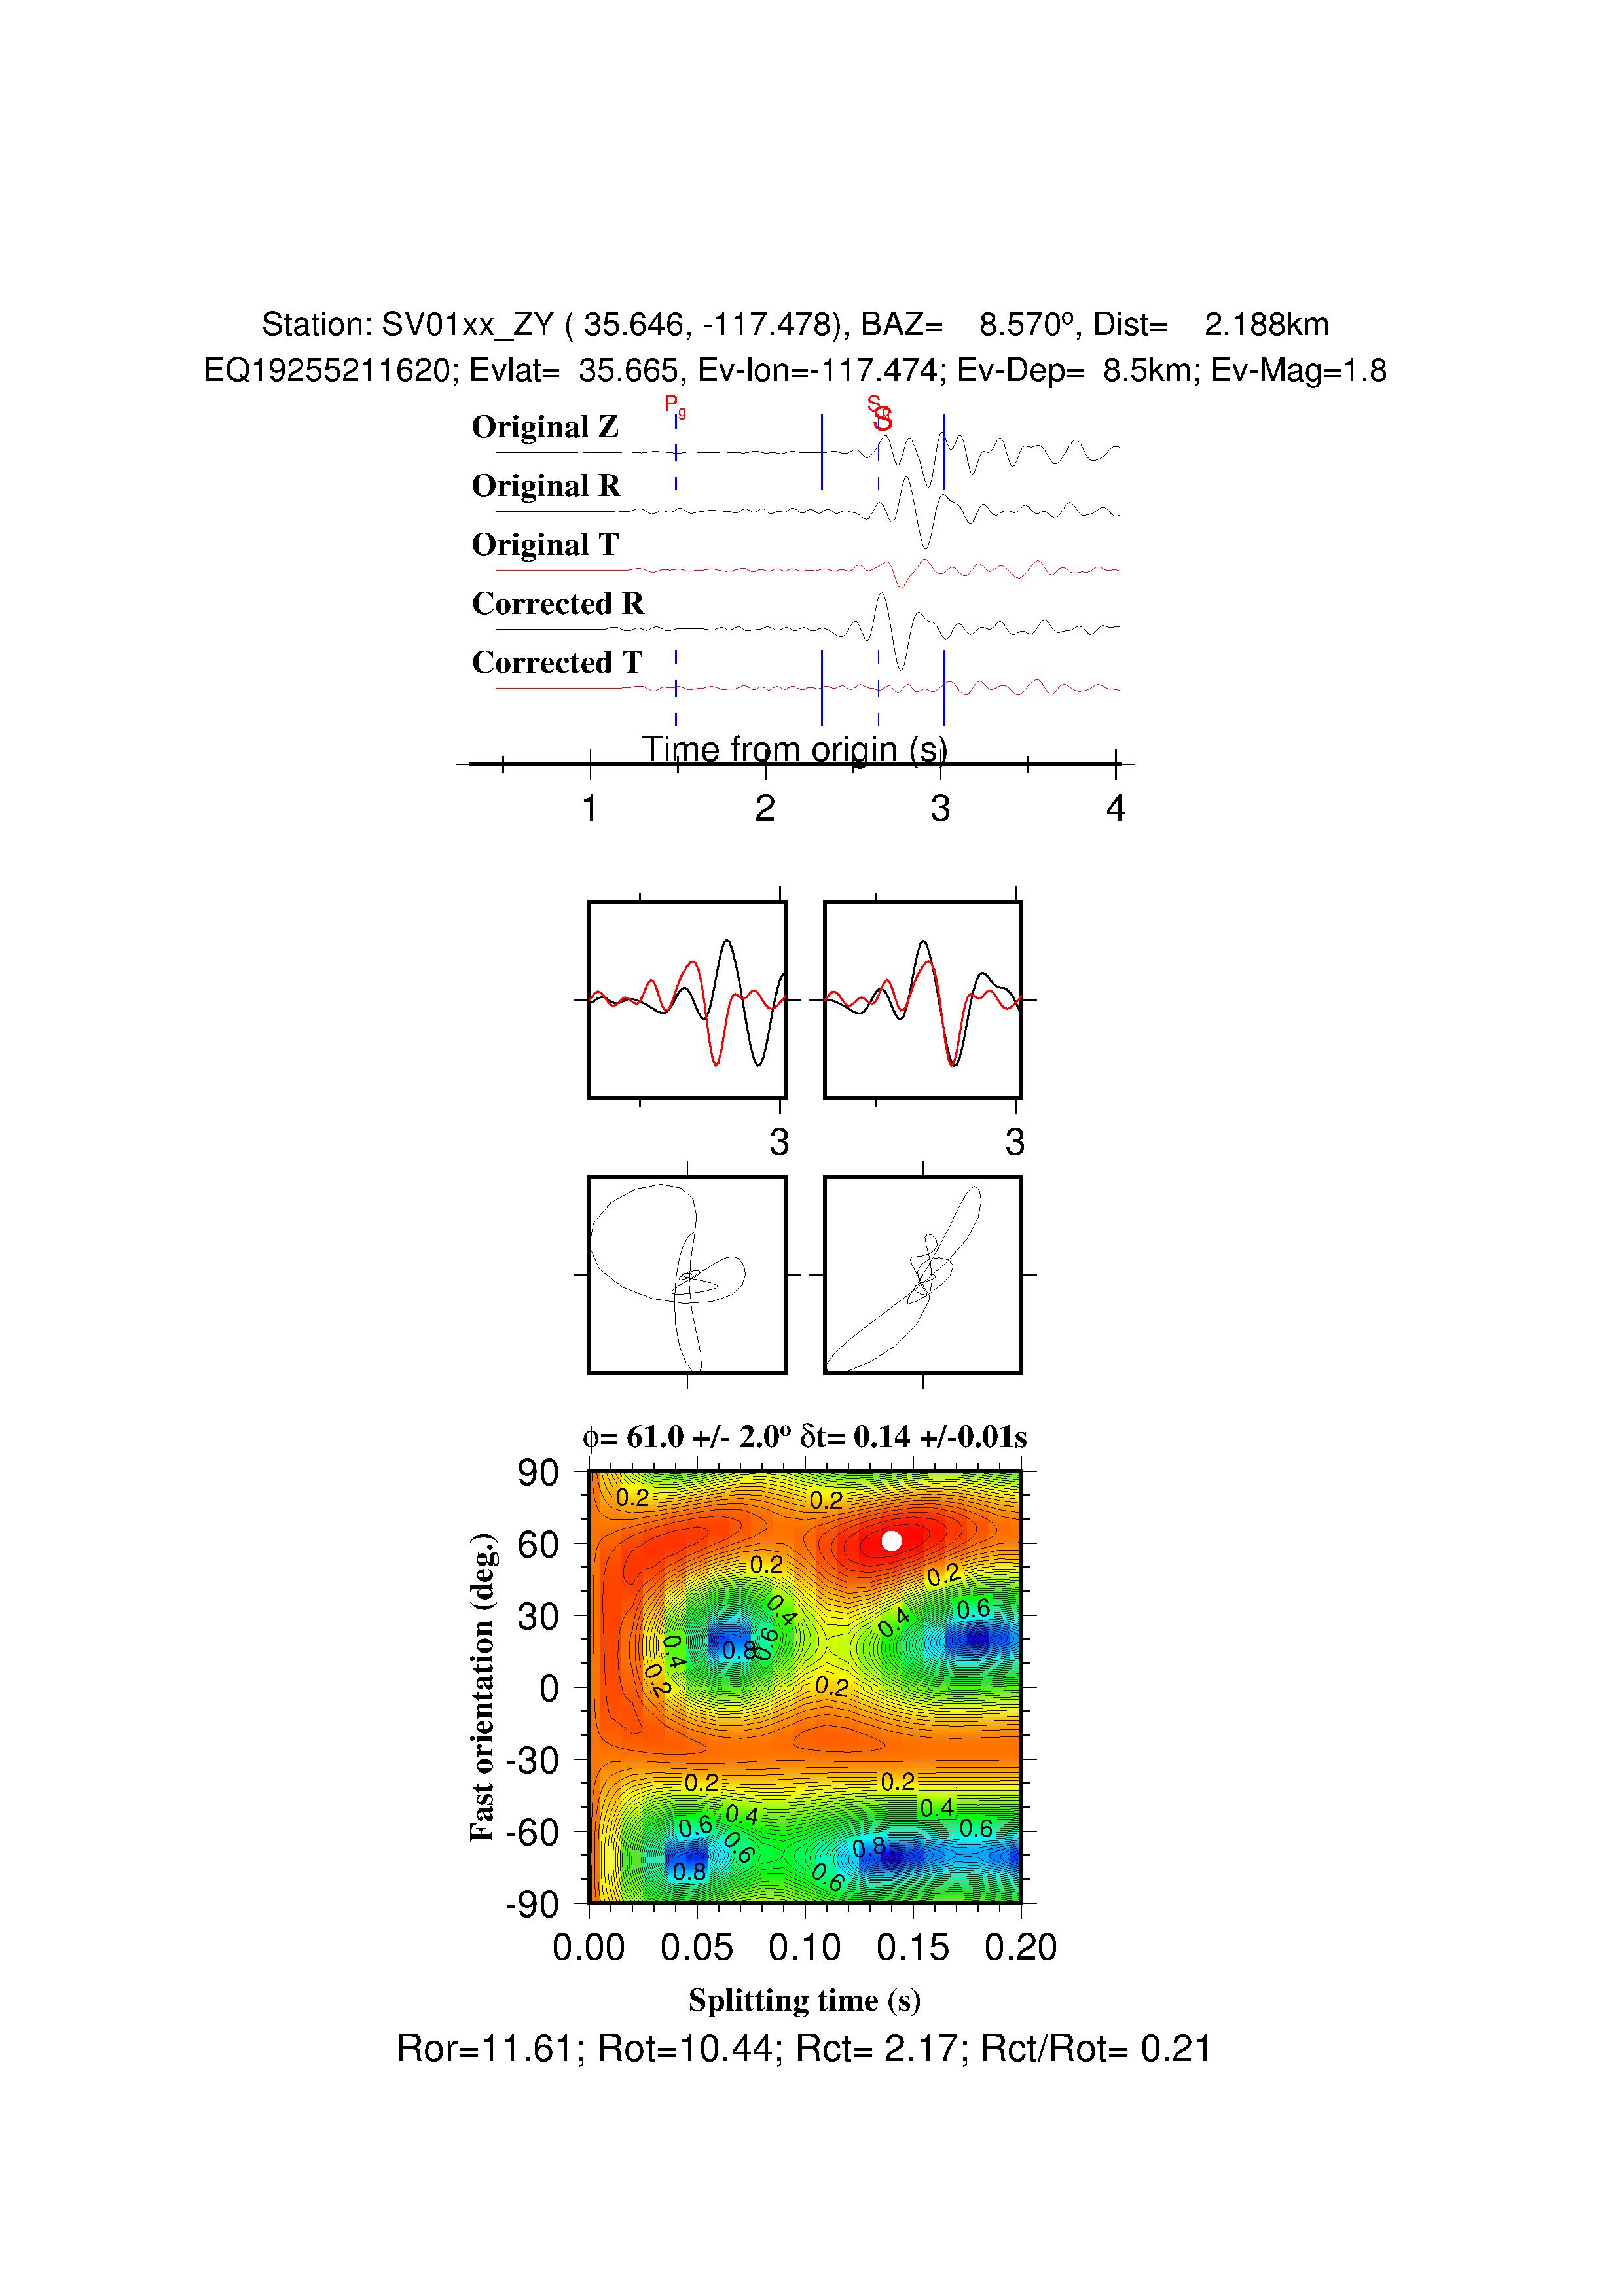 Station: SV01xx_ZY ( 35.646, -117.478), BAZ= 8.570º, Dist= 2.188km
EQ19255211620; Evlat= 35.665, Ev-lon=-117.474; Ev-Dep= 8.5km; Ev-Mag=1.8
Pg Sg
S
Original Z
Original R
Original T
Corrected R
Corrected T
Time from origin (s)
1 2 3 4
3 3
ϕ= 61.0 +/- 2.0º δt= 0.14 +/-0.01s
90
60
30
0
-30
-60
-90
Fast orientation (deg.)
0.2 0.2
0.2 0.2
0.4 0.4 0.6
0.4 0.8 0.6
0.2 0.2
0.2 0.2
0.6 0.4 0.4 0.6
0.8 0.6 0.6 0.8
0.00 0.05 0.10 0.15 0.20
Splitting time (s)
Ror=11.61; Rot=10.44; Rct= 2.17; Rct/Rot= 0.21